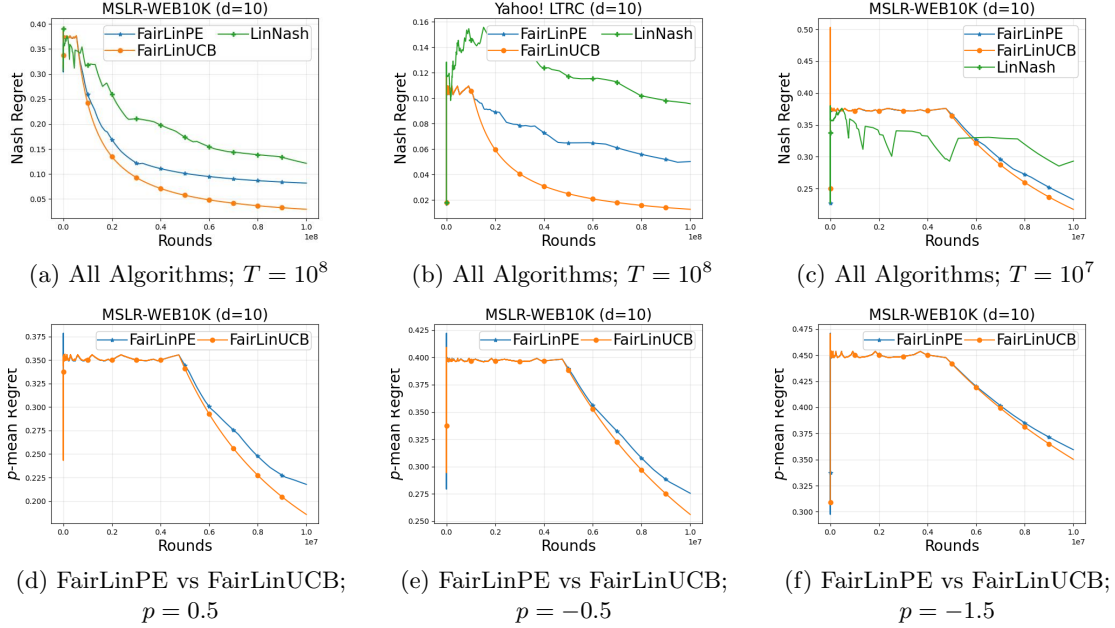 MSLR-WEB10K (d=10)
Nash Regret
0.40
0.35
0.30
0.25
0.20
0.15
0.10
0.05
FairLinPE
FairLinUCB
LinNash
0.0 0.2 0.4 0.6 0.8 1.0
1e8
Rounds
(a) All Algorithms; T = 10⁸
Yahoo! LTRC (d=10)
Nash Regret
0.16
0.14
0.12
0.10
0.08
0.06
0.04
0.02
FairLinPE
FairLinUCB
LinNash
0.0 0.2 0.4 0.6 0.8 1.0
1e8
Rounds
(b) All Algorithms; T = 10⁸
MSLR-WEB10K (d=10)
Nash Regret
0.50
0.45
0.40
0.35
0.30
0.25
FairLinPE
FairLinUCB
LinNash
0.0 0.2 0.4 0.6 0.8 1.0
1e7
Rounds
(c) All Algorithms; T = 10⁷
MSLR-WEB10K (d=10)
p-mean Regret
0.375
0.350
0.325
0.300
0.275
0.250
0.225
0.200
FairLinPE FairLinUCB
0.0 0.2 0.4 0.6 0.8 1.0
1e7
Rounds
(d) FairLinPE vs FairLinUCB;
p = 0.5
MSLR-WEB10K (d=10)
p-mean Regret
0.425
0.400
0.375
0.350
0.325
0.300
0.275
0.250
FairLinPE FairLinUCB
0.0 0.2 0.4 0.6 0.8 1.0
1e7
Rounds
(e) FairLinPE vs FairLinUCB;
p = −0.5
MSLR-WEB10K (d=10)
p-mean Regret
0.475
0.450
0.425
0.400
0.375
0.350
0.325
0.300
FairLinPE FairLinUCB
0.0 0.2 0.4 0.6 0.8 1.0
1e7
Rounds
(f) FairLinPE vs FairLinUCB;
p = −1.5